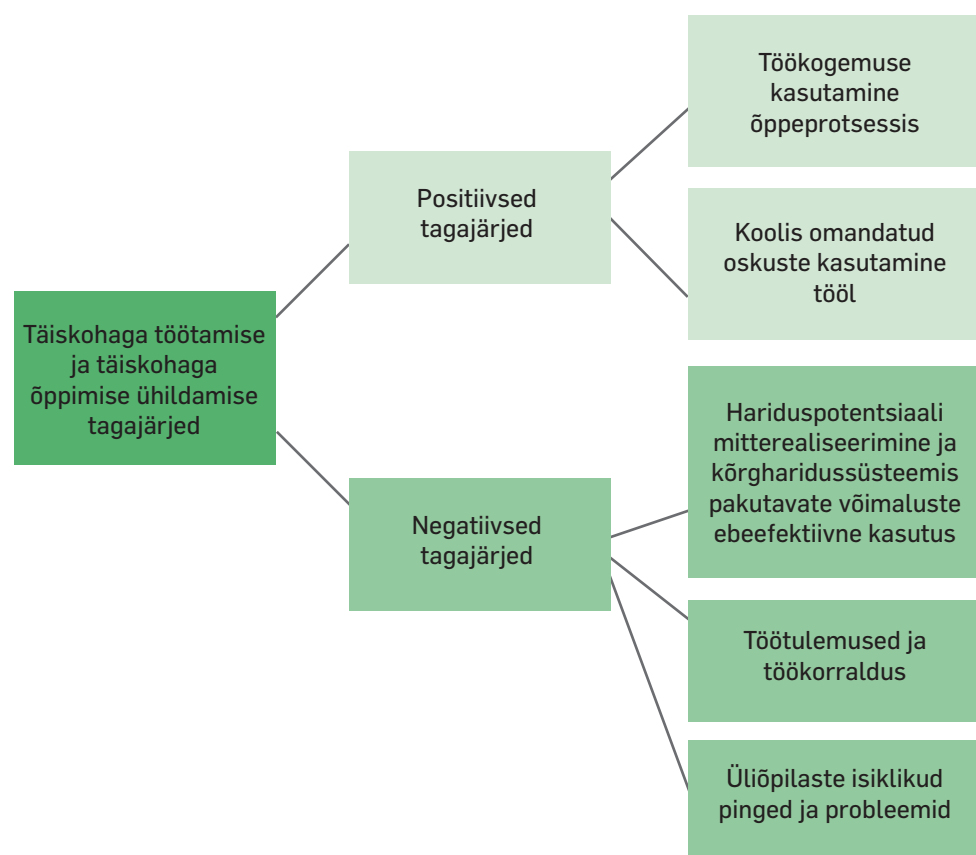 Töökogemuse
kasutamine
õppeprotsessis
Positiivsed
tagajärjed
Koolis omandatud
oskuste kasutamine
tööl
Täiskohaga töötamise
ja täiskohaga
õppimise ühildamise
tagajärjed
Hariduspotentsiaali
mitterealiseerimine ja
kõrgharidussüsteemis
pakutavate võimaluste
ebeefektiivne kasutus
Negatiivsed
tagajärjed
Töötulemused ja
töökorraldus
Üliõpilaste isiklikud
pinged ja probleemid